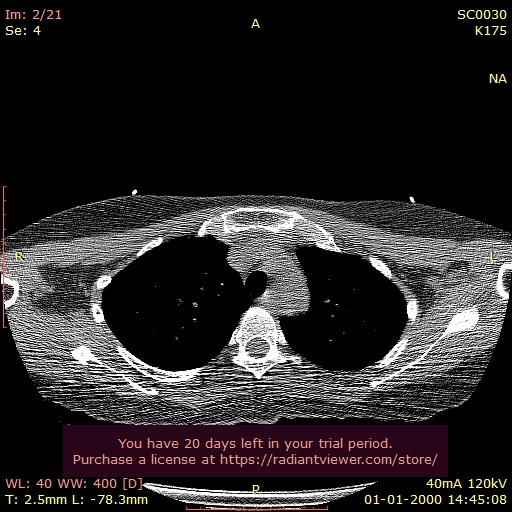 Im: 2/21
Se: 4
A
SC0030
K175
NA
R
L
You have 20 days left in your trial period.
Purchase a license at https://radiantviewer.com/store/
WL: 40 WW: 400 [D]
T: 2.5mm L: -78.3mm
P
40mA 120kV
01-01-2000 14:45:08